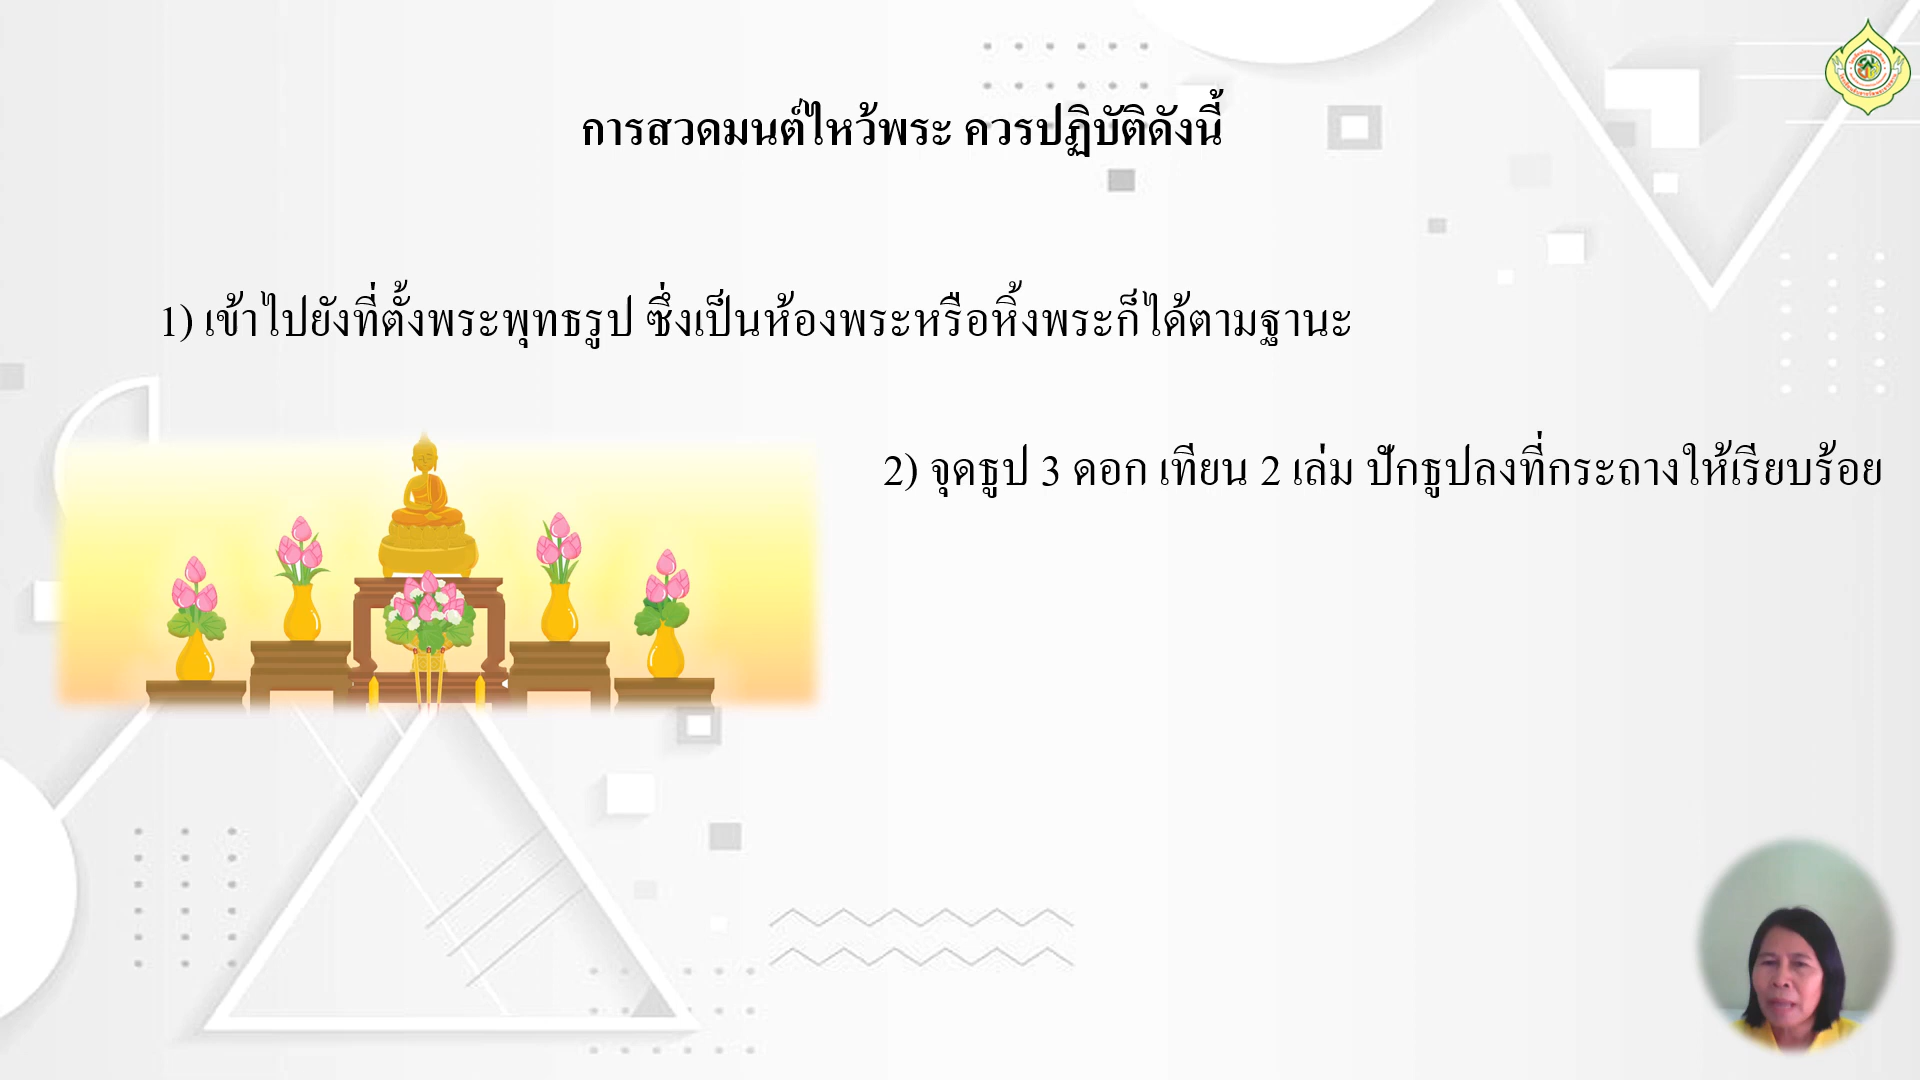 การสวดมนต์ไหว้พระ ควรปฏิบัติดังนี้
1) เข้าไปยังที่ตั้งพระพุทธรูป ซึ่งเป็นห้องพระหรือหิ้งพระก็ได้ตามฐานะ
2) จุดธูป 3 ดอก เทียน 2 เล่ม ปักธูปลงที่กระถางให้เรียบร้อย